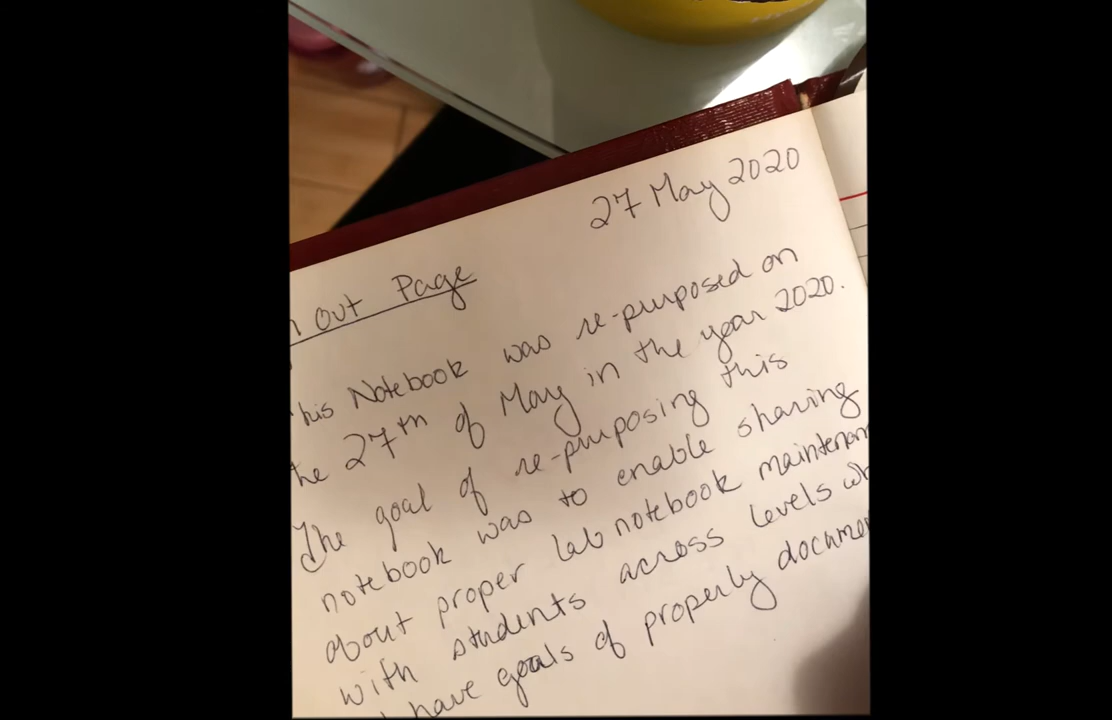 27 May 2020
n out Page
his Notebook was re-purposed on
he 27th of May in the year 2020.
The goal of re-purposing this
notebook was to enable sharing
about proper lab notebook maintenan
with students across levels wh
have goals of properly docume